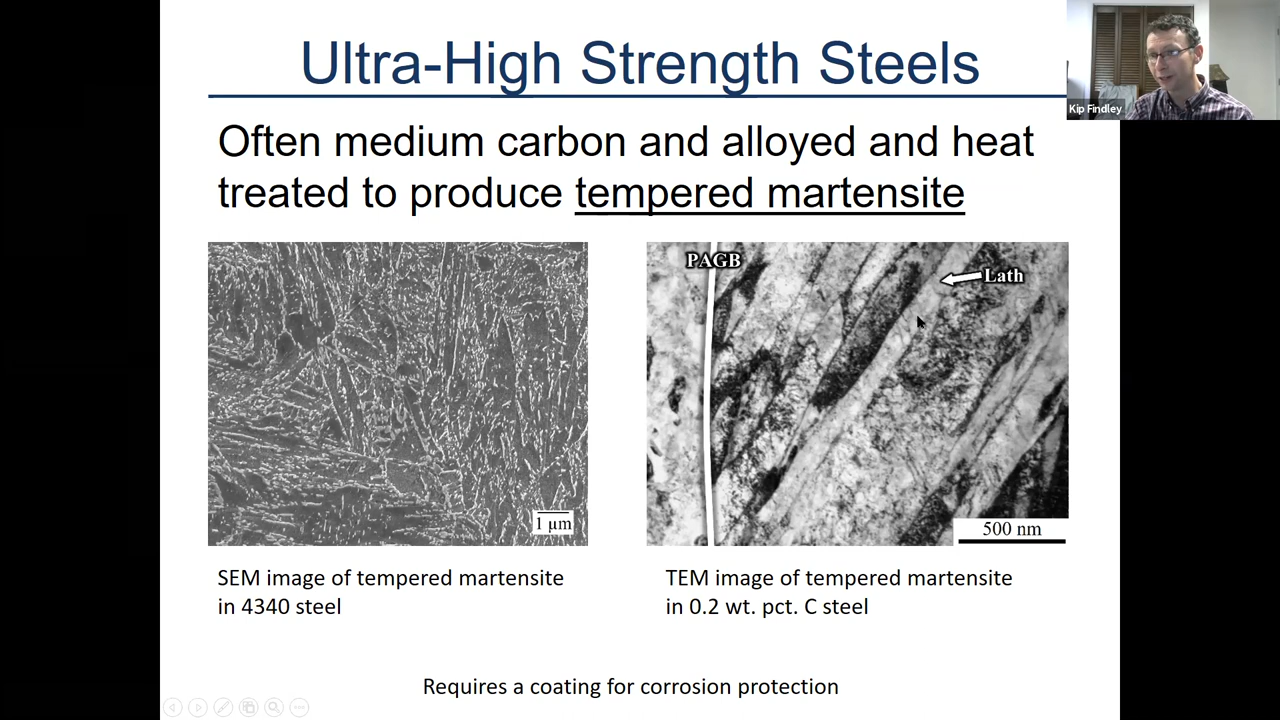 Ultra-High Strength Steels
Kip Findley
Often medium carbon and alloyed and heat
treated to produce tempered martensite
PAGB
Lath
1 µm
500 nm
SEM image of tempered martensite
in 4340 steel
TEM image of tempered martensite
in 0.2 wt. pct. C steel
Requires a coating for corrosion protection